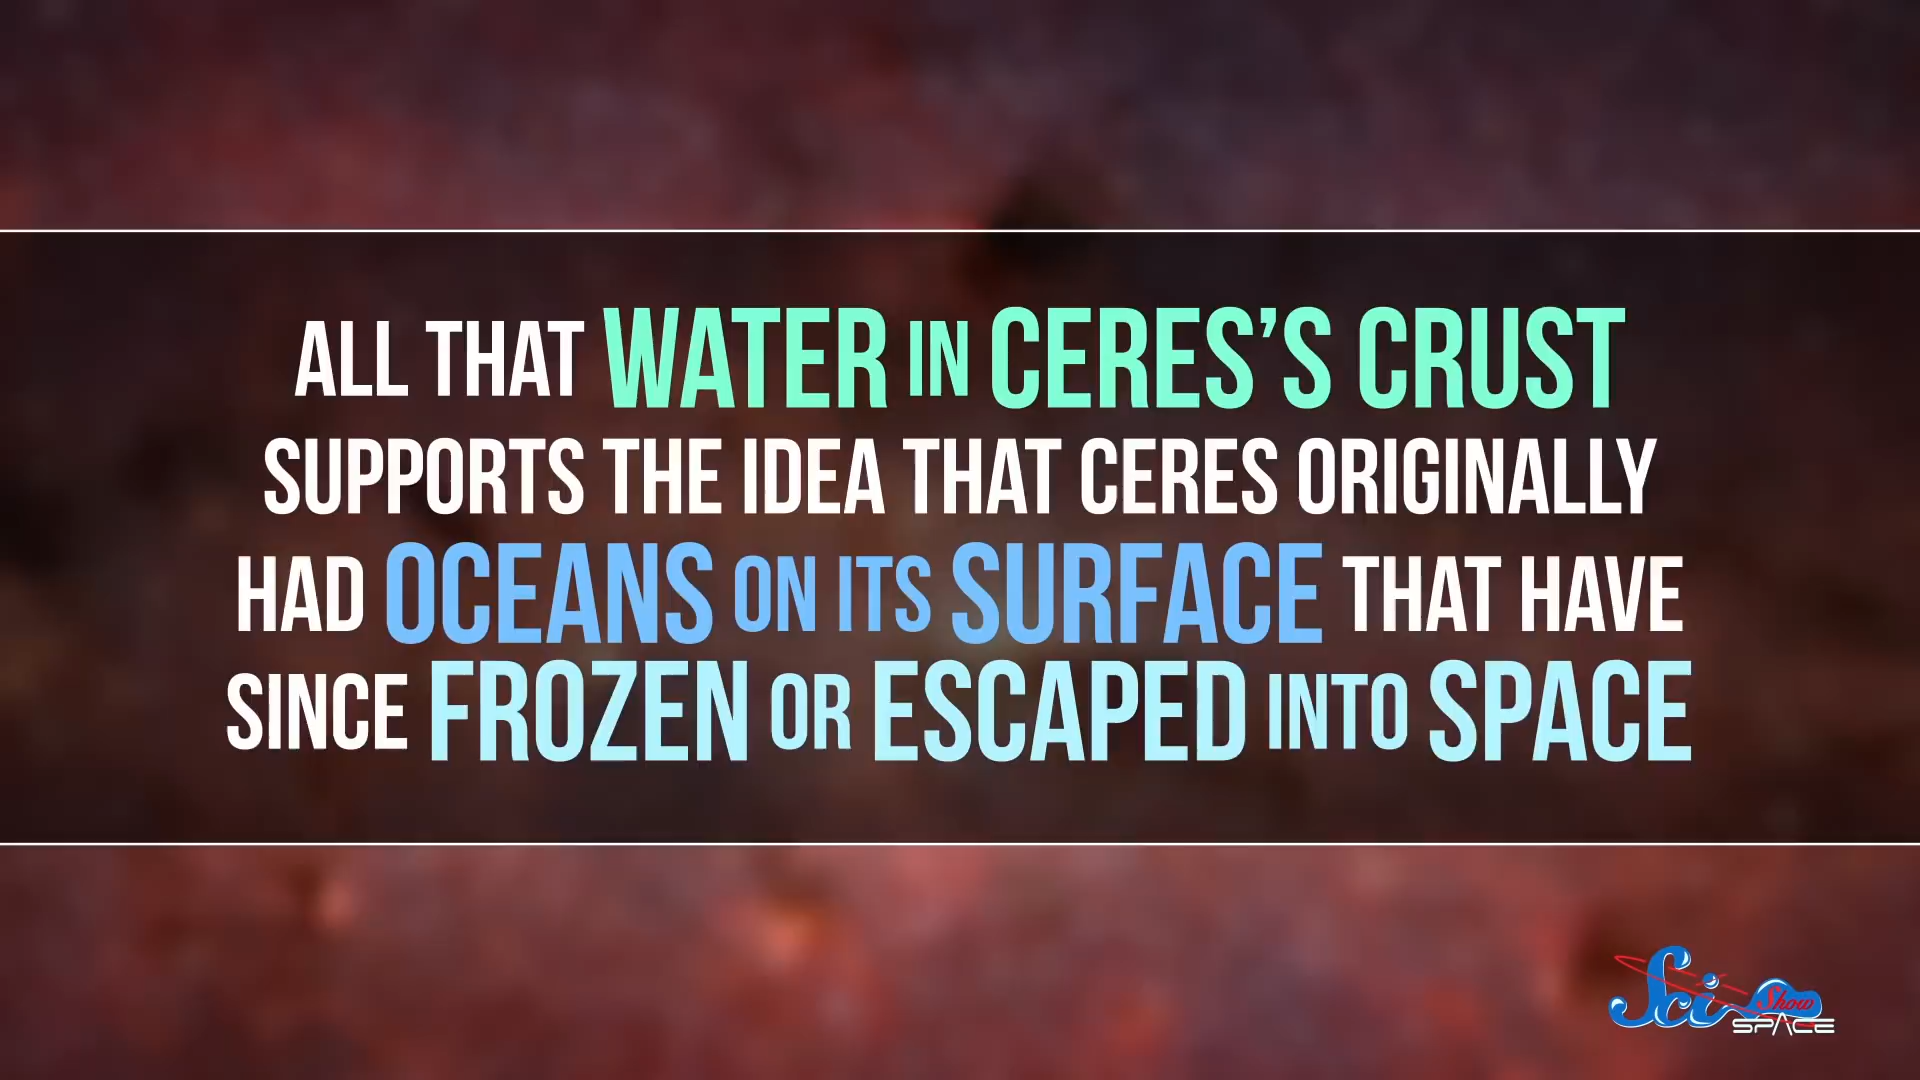 ALL THAT WATER IN CERES'S CRUST
SUPPORTS THE IDEA THAT CERES ORIGINALLY
HAD OCEANS ON ITS SURFACE THAT HAVE
SINCE FROZEN OR ESCAPED INTO SPACE
Sci Show
SPACE